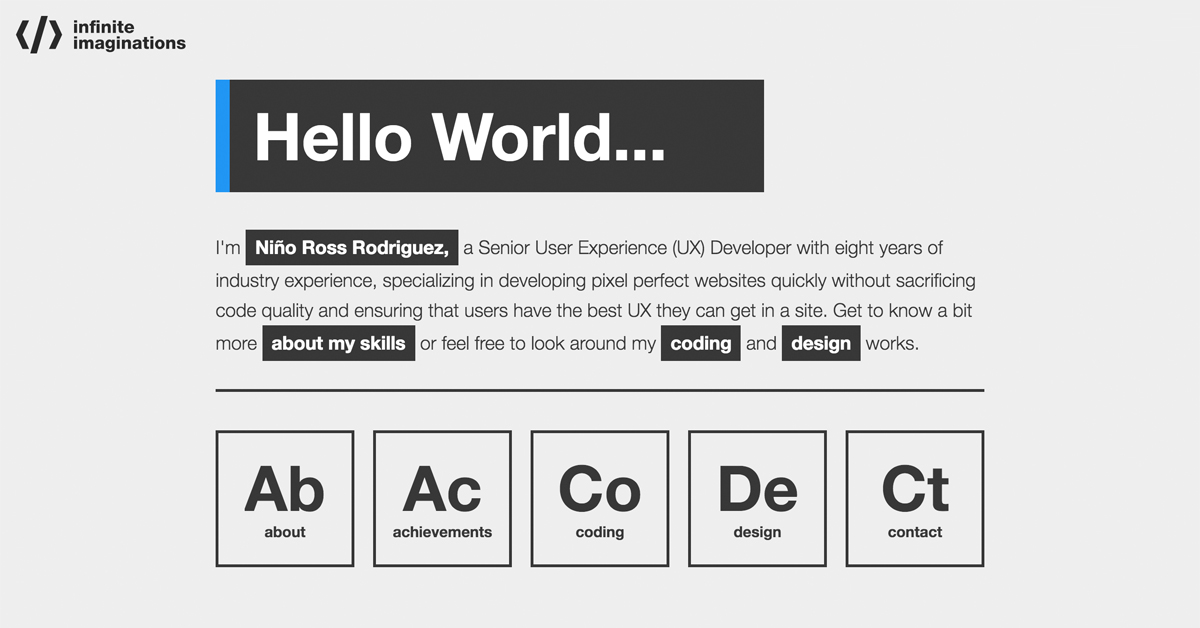 infinite
imaginations
Hello World...
I'm Niño Ross Rodriguez, a Senior User Experience (UX) Developer with eight years of
industry experience, specializing in developing pixel perfect websites quickly without sacrificing
code quality and ensuring that users have the best UX they can get in a site. Get to know a bit
more about my skills or feel free to look around my coding and design works.
Ab
about
Ac
achievements
Co
coding
De
design
Ct
contact